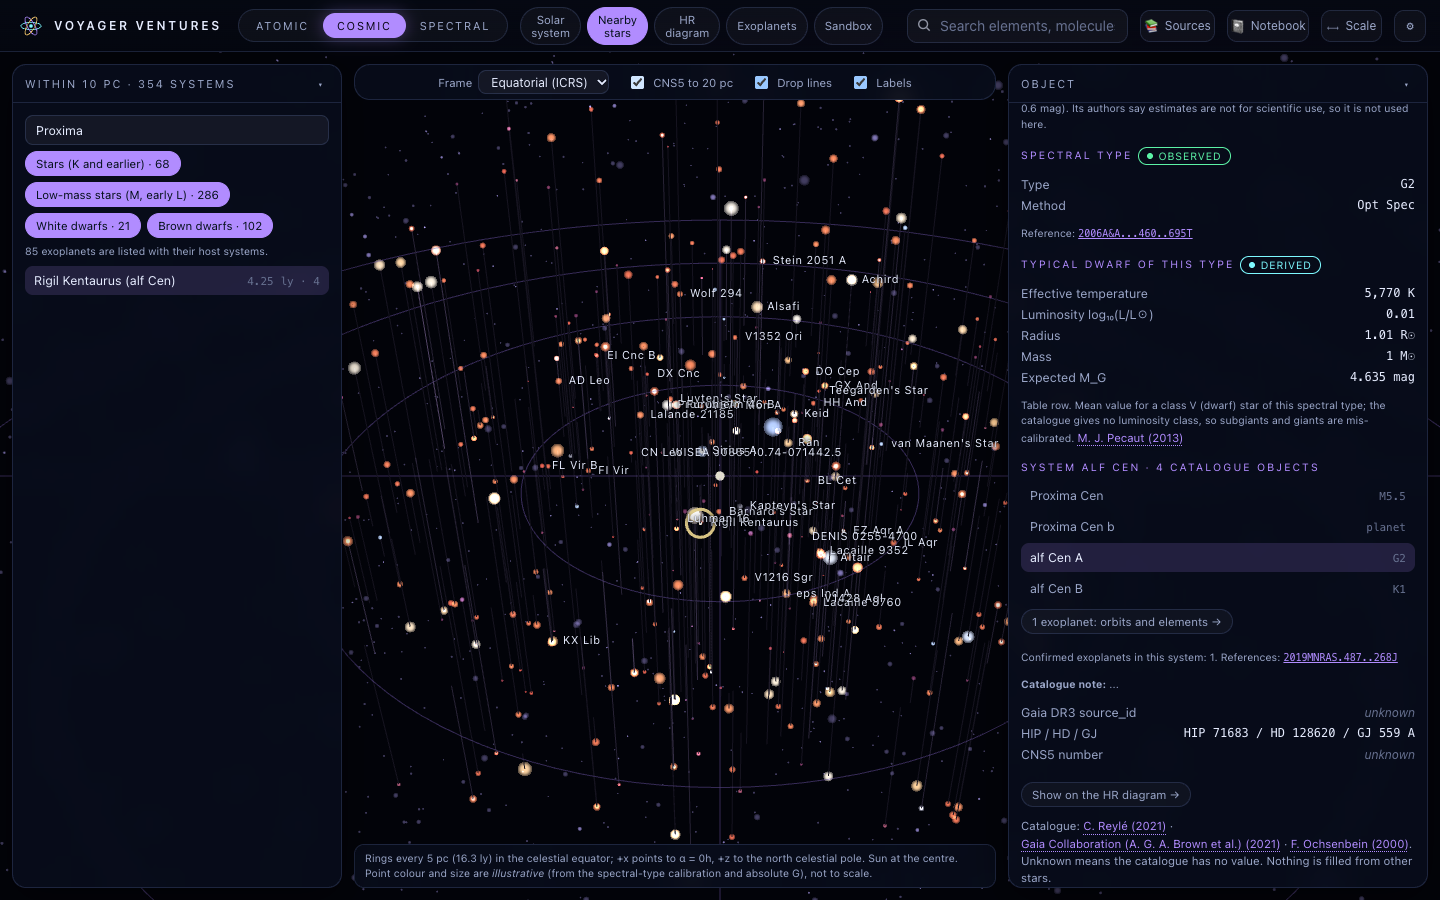 VOYAGER VENTURES
ATOMIC
COSMIC
SPECTRAL
Solar system
Nearby stars
HR diagram
Exoplanets
Sandbox
Search elements, molecule
Sources
Notebook
Scale
WITHIN 10 PC · 354 SYSTEMS
Proxima
Stars (K and earlier) · 68
Low-mass stars (M, early L) · 286
White dwarfs · 21
Brown dwarfs · 102
85 exoplanets are listed with their host systems.
Rigil Kentaurus (alf Cen) 4.25 ly · 4
Frame
Equatorial (ICRS)
CNS5 to 20 pc
Drop lines
Labels
Stein 2051 A
Achird
Wolf 294
Alsafi
V1352 Ori
EI Cnc B
DX Cnc
AD Leo
DO Cep
GX And
Teegarden's Star
HH And
Luyten's Star
Lalande 21185
Keid
Ran
van Maanen's Star
Sirius A
FL Vir B
FI Vir
BL Cet
Kapteyn's Star
Barnard's Star
Rigil Kentaurus
EZ Aqr A
DENIS 0255-4700
IL Aqr
Lacaille 9352
Altair
V1216 Sgr
eps Ind A
Lacaille 8760
KX Lib
Rings every 5 pc (16.3 ly) in the celestial equator; +x points to α = 0h, +z to the north celestial pole. Sun at the centre.
Point colour and size are illustrative (from the spectral-type calibration and absolute G), not to scale.
OBJECT
0.6 mag). Its authors say estimates are not for scientific use, so it is not used
here.
SPECTRAL TYPE
OBSERVED
Type G2
Method Opt Spec
Reference: 2006A&A...460..695T
TYPICAL DWARF OF THIS TYPE
DERIVED
Effective temperature 5,770 K
Luminosity log₁₀(L/L☉) 0.01
Radius 1.01 R☉
Mass 1 M☉
Expected M_G 4.635 mag
Table row. Mean value for a class V (dwarf) star of this spectral type; the
catalogue gives no luminosity class, so subgiants and giants are mis-
calibrated. M. J. Pecaut (2013)
SYSTEM ALF CEN · 4 CATALOGUE OBJECTS
Proxima Cen M5.5
Proxima Cen b planet
alf Cen A G2
alf Cen B K1
1 exoplanet: orbits and elements →
Confirmed exoplanets in this system: 1. References: 2019MNRAS.487..268J
Catalogue note: ...
Gaia DR3 source_id unknown
HIP / HD / GJ HIP 71683 / HD 128620 / GJ 559 A
CNS5 number unknown
Show on the HR diagram →
Catalogue: C. Reylé (2021) ·
Gaia Collaboration (A. G. A. Brown et al.) (2021) · F. Ochsenbein (2000).
Unknown means the catalogue has no value. Nothing is filled from other
stars.